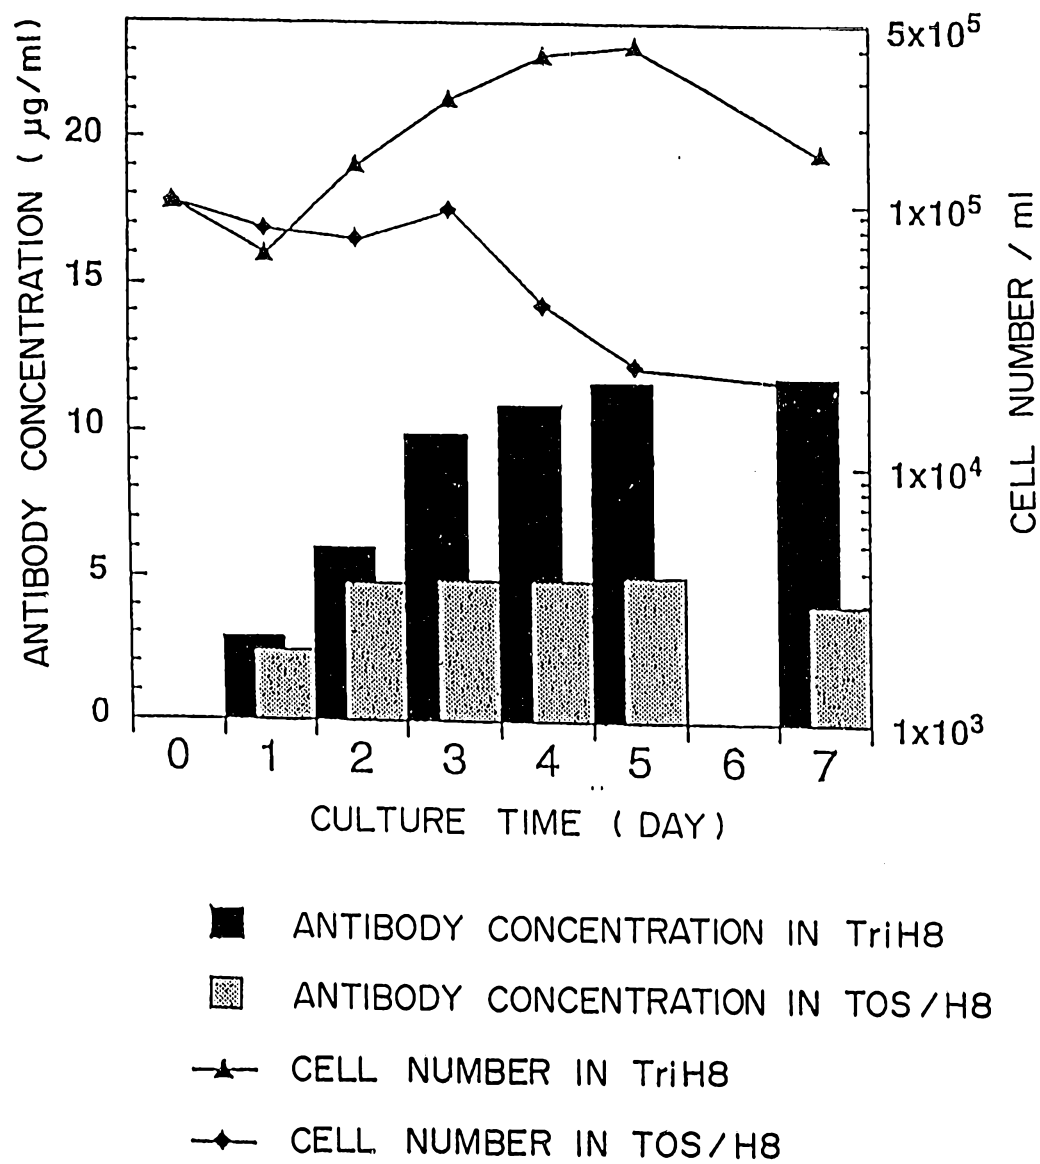 ANTIBODY CONCENTRATION ( µg/ml)
20
15
10
5
0
5x10⁵
1x10⁵
1x10⁴
1x10³
CELL NUMBER / ml
0 1 2 3 4 5 6 7
CULTURE TIME ( DAY )
ANTIBODY CONCENTRATION IN TriH8
ANTIBODY CONCENTRATION IN TOS/H8
CELL NUMBER IN TriH8
CELL NUMBER IN TOS/H8